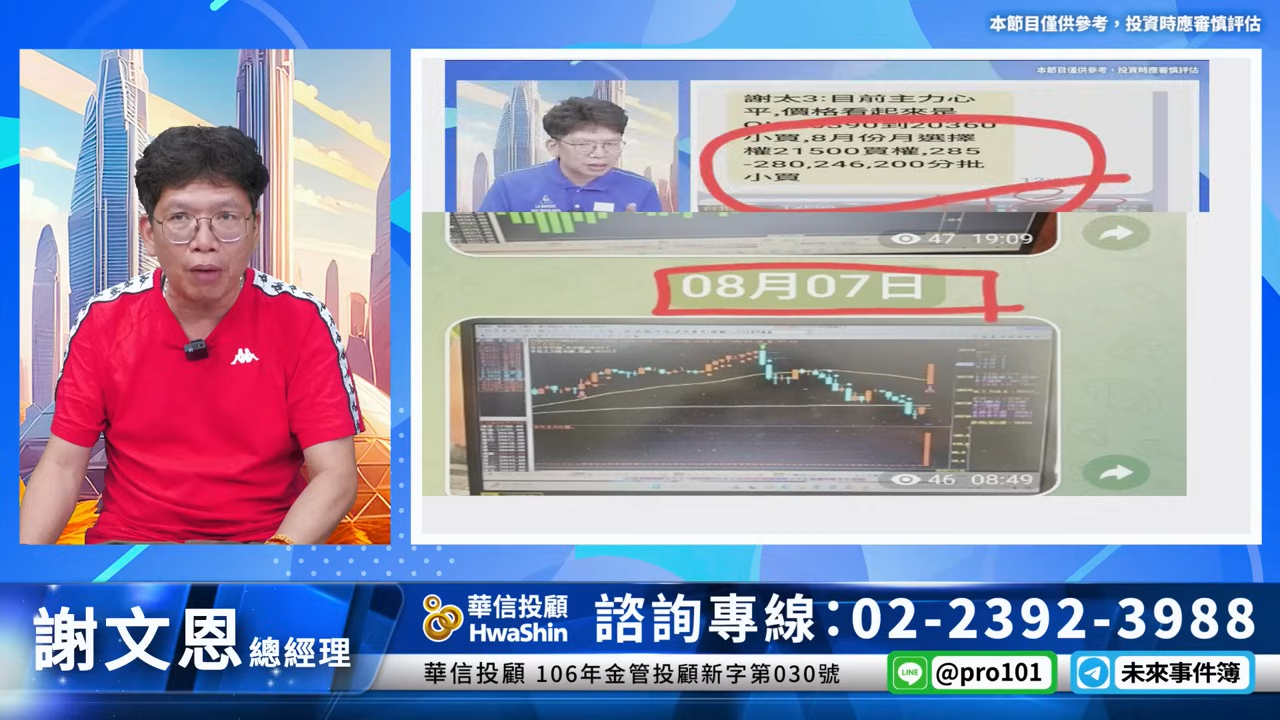 本節目僅供參考，投資時應審慎評估
本節目僅供參考，投資時應審慎評估
謝太3:目前主力心
平,價格看起來是
小買,8月份月選擇
權21500買權,285
-280,246,200分批
小買
47 19:09
08月07日
46 08:49
謝文恩 總經理
華信投顧
HwaShin
諮詢專線:02-2392-3988
華信投顧 106年金管投顧新字第030號
LINE
@pro101
未來事件簿